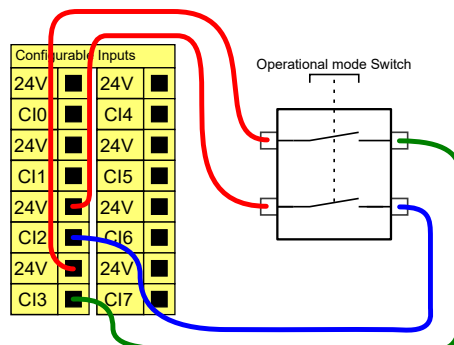 Configurable Inputs
Operational mode Switch
24V 24V
CI0 CI4
24V 24V
CI1 CI5
24V 24V
CI2 CI6
24V 24V
CI3 CI7